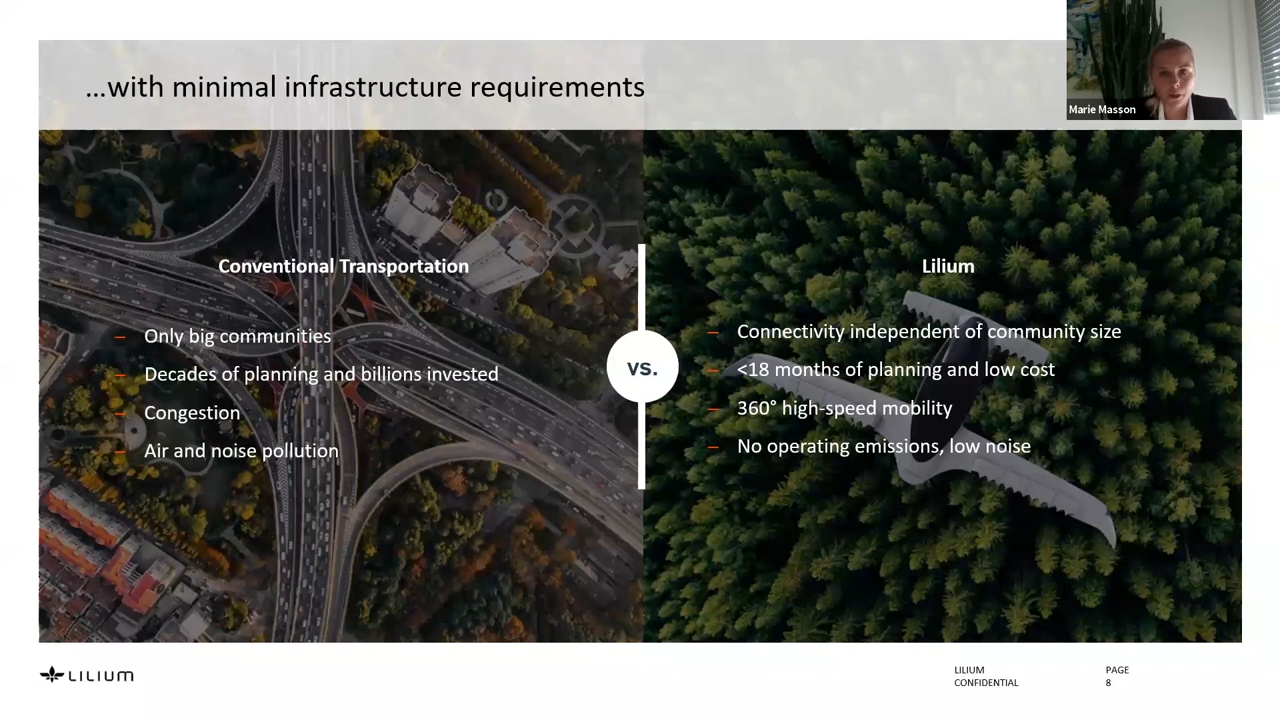 ...with minimal infrastructure requirements
Marie Masson
Conventional Transportation
– Only big communities
– Decades of planning and billions invested
– Congestion
– Air and noise pollution
vs.
Lilium
– Connectivity independent of community size
– <18 months of planning and low cost
– 360° high-speed mobility
– No operating emissions, low noise
LILIUM
LILIUM
CONFIDENTIAL
PAGE
8